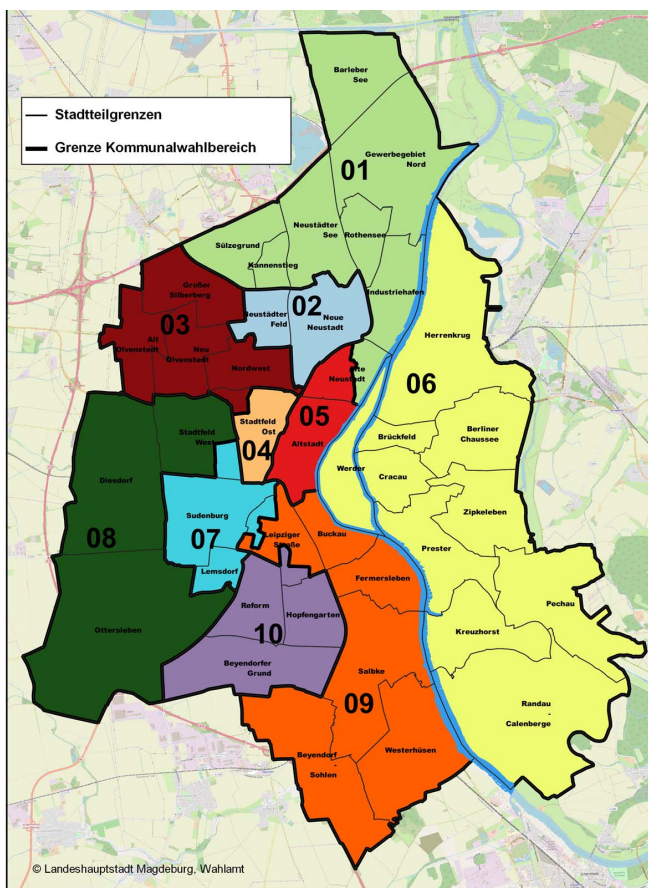 Stadtteilgrenzen
Grenze Kommunalwahlbereich
Barleber
See
01
Gewerbegebiet
Nord
Neustädter
See
Rothensee
Sülzegrund
Kannenstieg
Industriehafen
Großer
Silberberg
03
Alt
Olvenstedt
Neu
Olvenstedt
Nordwest
02
Neustädter
Feld
Neue
Neustadt
Herrenkrug
06
Neustadt
05
Altstadt
Stadtfeld
Ost
04
Stadtfeld
West
Brückfeld
Berliner
Chaussee
Werder
Cracau
Zipkeleben
Diesdorf
Sudenburg
07
Lemsdorf
08
Leipziger
Straße
Buckau
Prester
Fermersleben
Pechau
Reform
Hopfengarten
10
Kreuzhorst
Ottersleben
Beyendorfer
Grund
Salbke
09
Randau
-
Calenberge
Westerhüsen
Beyendorf
-
Sohlen
© Landeshauptstadt Magdeburg, Wahlamt